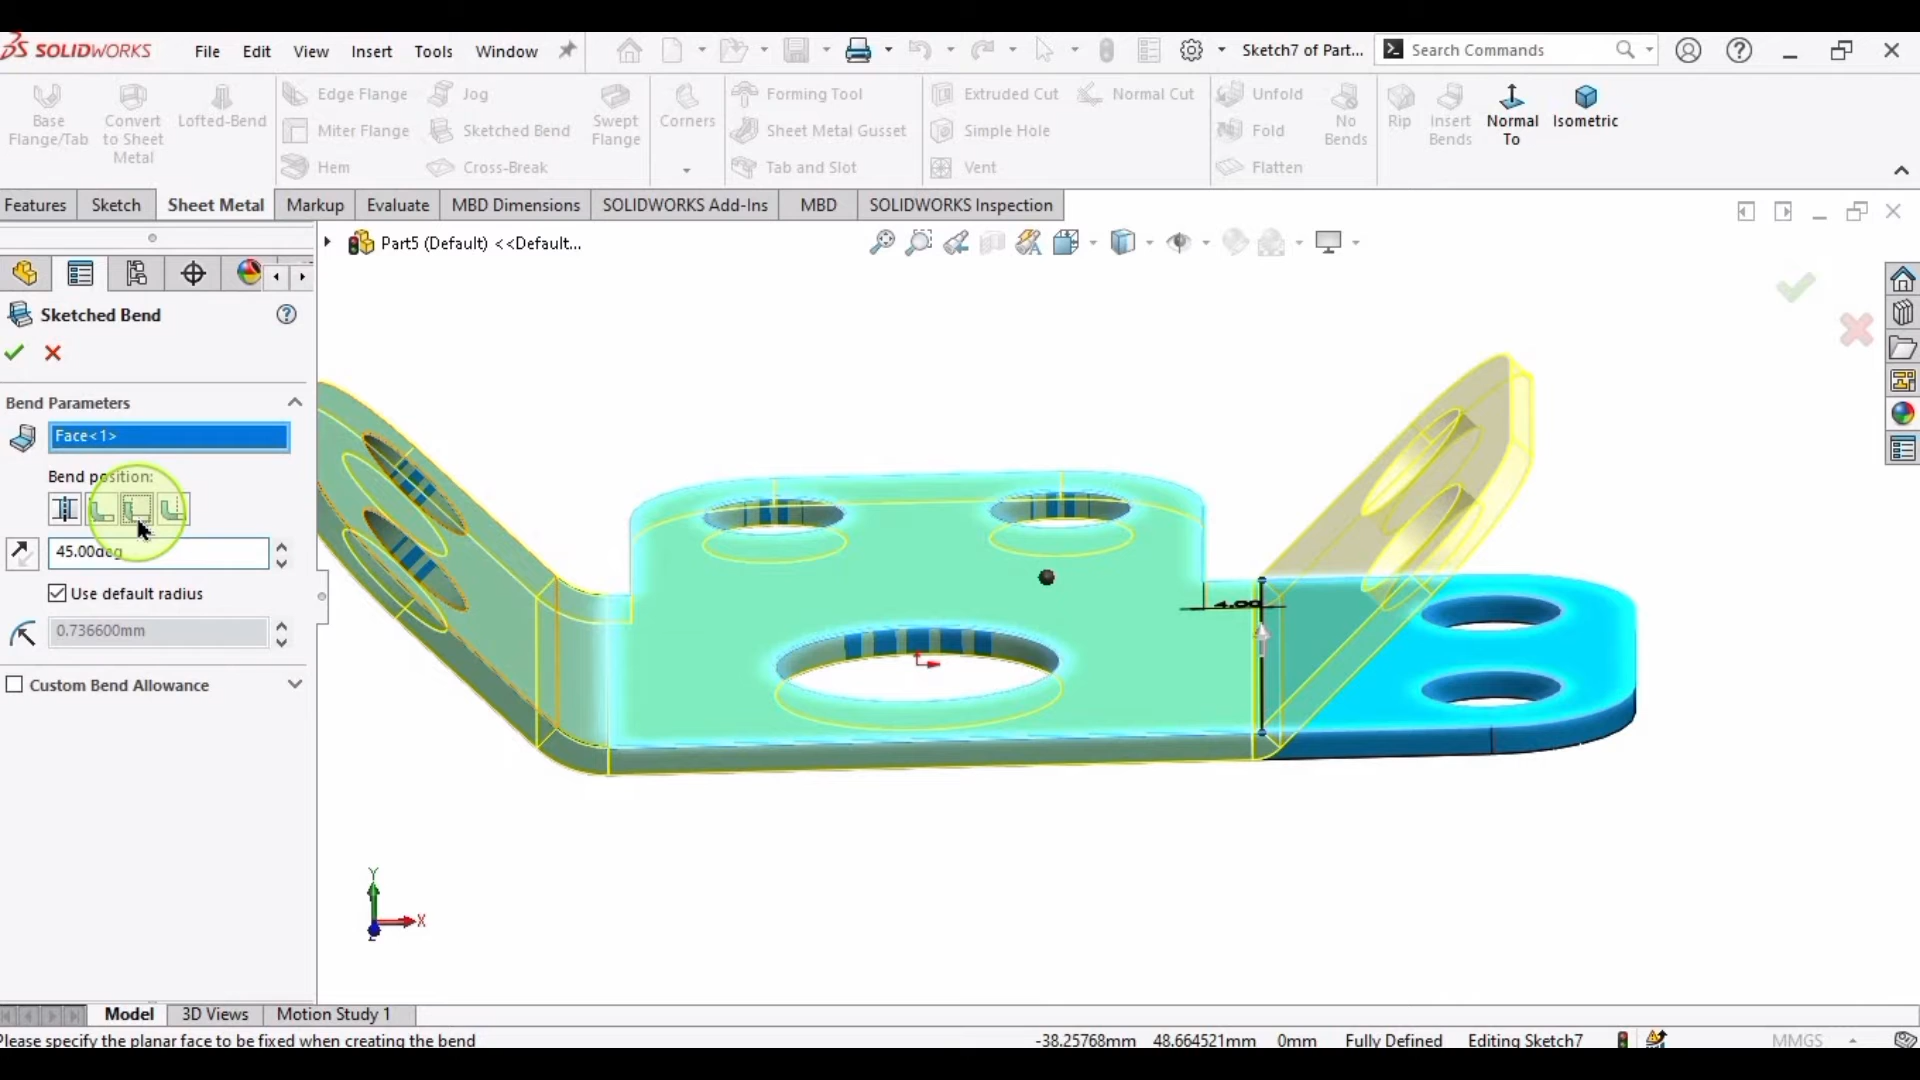 SOLIDWORKS File Edit View Insert Tools Window Sketch7 of Part... Search Commands
Base Flange/Tab
Convert to Sheet Metal
Lofted-Bend
Edge Flange
Miter Flange
Hem
Jog
Sketched Bend
Cross-Break
Swept Flange
Corners
Forming Tool
Sheet Metal Gusset
Tab and Slot
Extruded Cut
Simple Hole
Vent
Normal Cut
Unfold
Fold
Flatten
No Bends
Rip
Insert Bends
Normal To
Isometric
Features Sketch Sheet Metal Markup Evaluate MBD Dimensions SOLIDWORKS Add-Ins MBD SOLIDWORKS Inspection
Part5 (Default) <<Default...
Sketched Bend
Bend Parameters
Face<1>
Bend position:
45.00deg
Use default radius
0.736600mm
Custom Bend Allowance
4.00
Y
X
Z
Model 3D Views Motion Study 1
Please specify the planar face to be fixed when creating the bend -38.25768mm 48.664521mm 0mm Fully Defined Editing Sketch7 MMGS